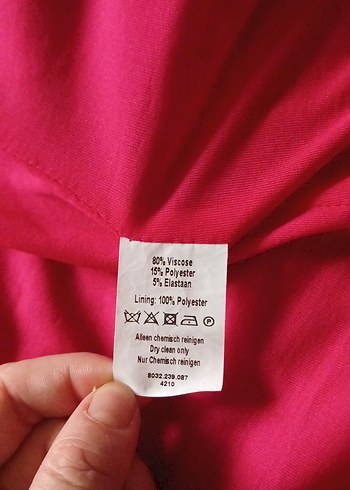 80% Viscose
15% Polyester
5% Elastaan
Lining: 100% Polyester
P
Alleen chemisch reinigen
Dry clean only
Nur Chemisch reinigen
8032.239.087
4210